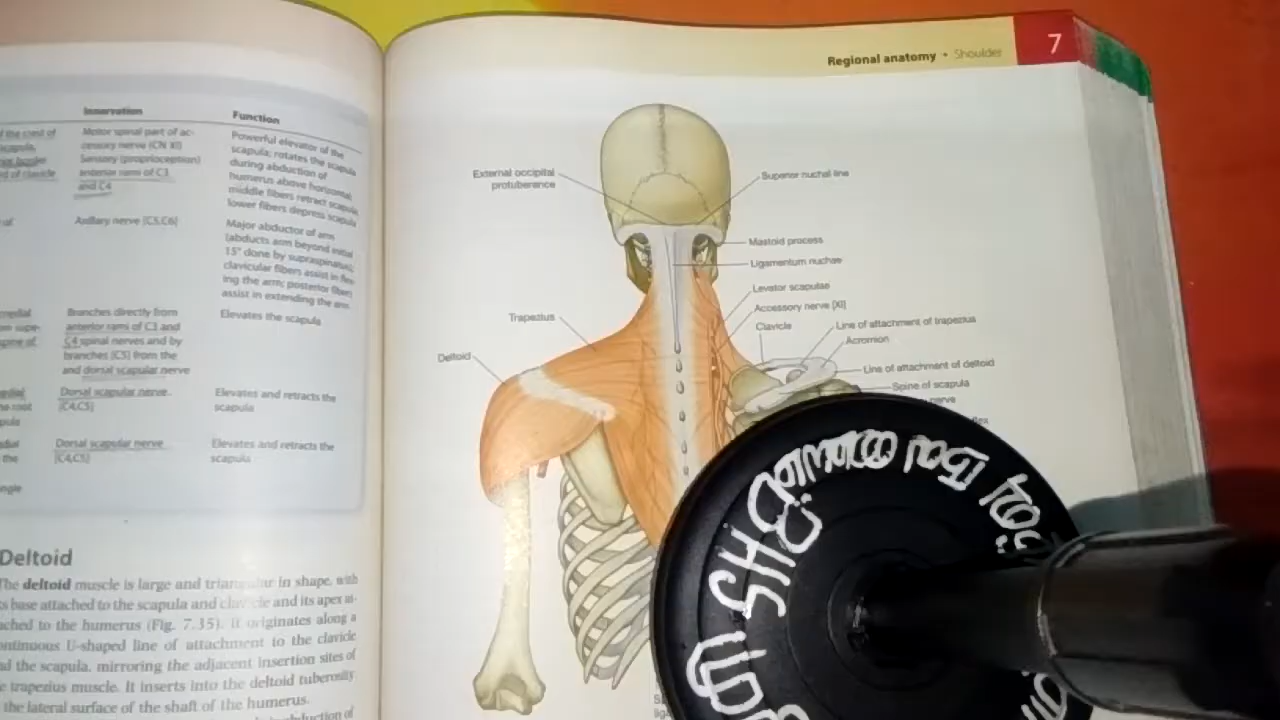 Innervation
Function
Motor spinal part of ac-
cessory nerve (CN XI)
Sensory (proprioception)
anterior rami of C3
and C4
Powerful elevator of the
scapula; rotates the scapula
during abduction of
humerus above horizontal;
middle fibers retract scapula;
lower fibers depress scapula
Axillary nerve [C5,C6]
Major abductor of arm
(abducts arm beyond initial
15° done by supraspinatus);
clavicular fibers assist in flex-
ing the arm; posterior fibers
assist in extending the arm
Branches directly from
anterior rami of C3 and
C4 spinal nerves and by
branches [C5] from the
and dorsal scapular nerve
Elevates the scapula
Dorsal scapular nerve
[C4,C5]
Elevates and retracts the
scapula
Dorsal scapular nerve
[C4,C5]
Elevates and retracts the
scapula
Deltoid
The deltoid muscle is large and triangular in shape, with
base attached to the scapula and clavicle and its apex
to the humerus (Fig. 7.35). It originates along a
U-shaped line of attachment to the clavicle
the scapula, mirroring the adjacent insertion sites of
trapezius muscle. It inserts into the deltoid tuberosity
the lateral surface of the shaft of the humerus.
Regional anatomy • Shoulder
7
External occipital
protuberance
Superior nuchal line
Mastoid process
Ligamentum nuchae
Levator scapulae
Accessory nerve [XI]
Clavicle
Line of attachment of trapezius
Acromion
Line of attachment of deltoid
Spine of scapula
nerve
Trapezius
Deltoid